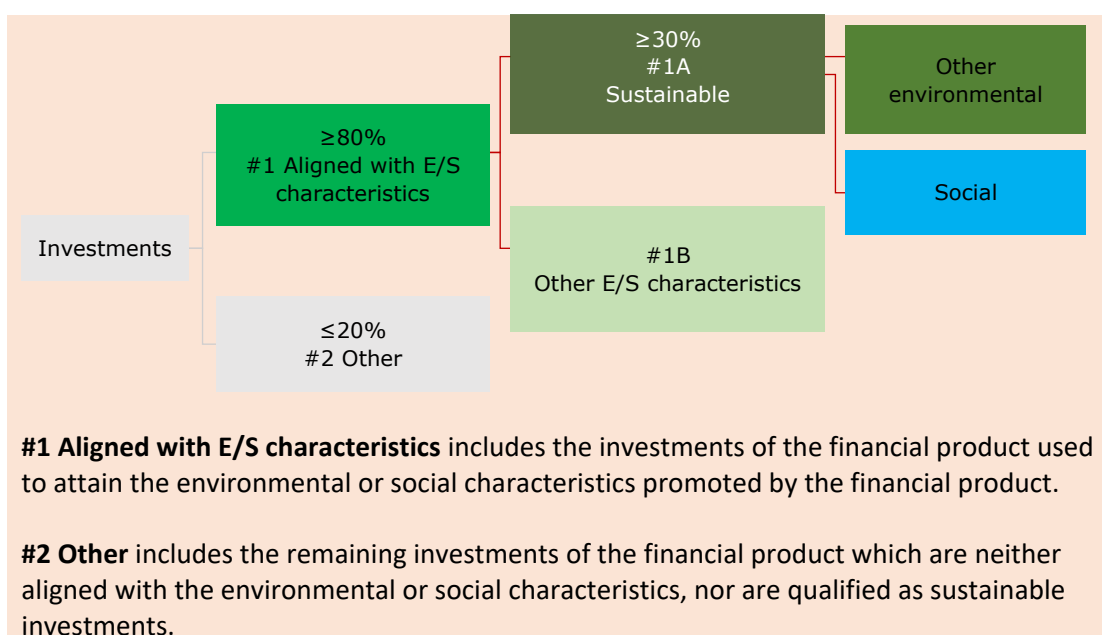 ≥30%
#1A
Sustainable
Other
environmental
≥80%
#1 Aligned with E/S
characteristics
Social
Investments
#1B
Other E/S characteristics
≤20%
#2 Other
#1 Aligned with E/S characteristics includes the investments of the financial product used
to attain the environmental or social characteristics promoted by the financial product.
#2 Other includes the remaining investments of the financial product which are neither
aligned with the environmental or social characteristics, nor are qualified as sustainable
investments.